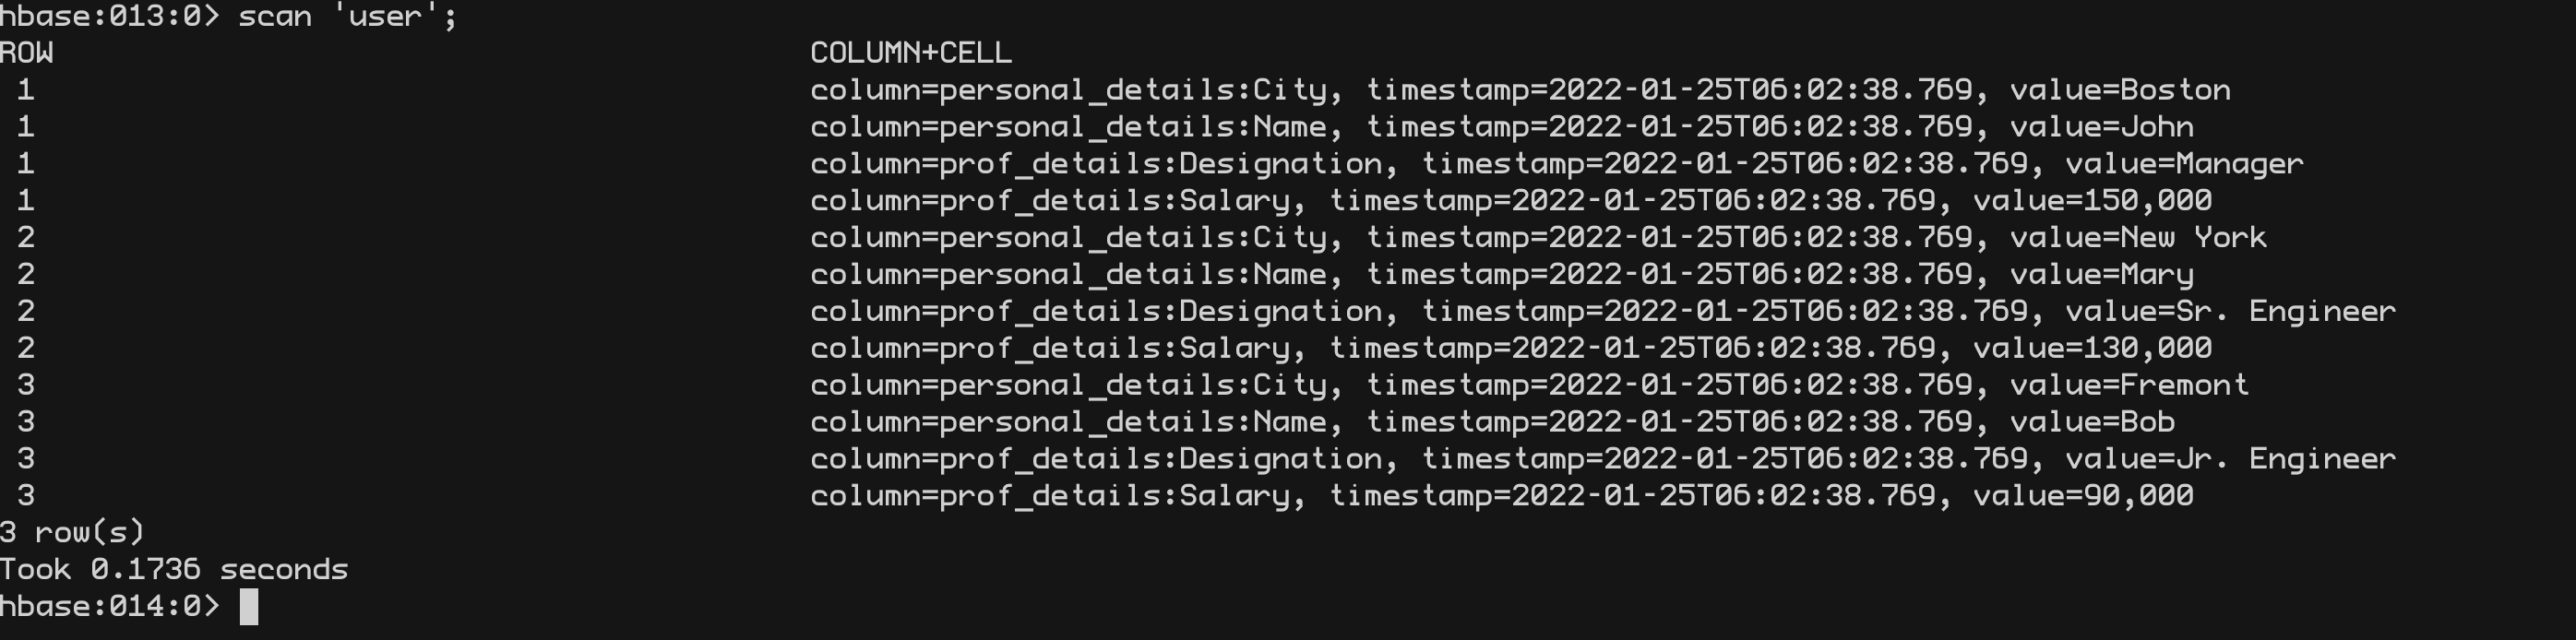 hbase:013:0> scan 'user';
ROW COLUMN+CELL
1 column=personal_details:City, timestamp=2022-01-25T06:02:38.769, value=Boston
1 column=personal_details:Name, timestamp=2022-01-25T06:02:38.769, value=John
1 column=prof_details:Designation, timestamp=2022-01-25T06:02:38.769, value=Manager
1 column=prof_details:Salary, timestamp=2022-01-25T06:02:38.769, value=150,000
2 column=personal_details:City, timestamp=2022-01-25T06:02:38.769, value=New York
2 column=personal_details:Name, timestamp=2022-01-25T06:02:38.769, value=Mary
2 column=prof_details:Designation, timestamp=2022-01-25T06:02:38.769, value=Sr. Engineer
2 column=prof_details:Salary, timestamp=2022-01-25T06:02:38.769, value=130,000
3 column=personal_details:City, timestamp=2022-01-25T06:02:38.769, value=Fremont
3 column=personal_details:Name, timestamp=2022-01-25T06:02:38.769, value=Bob
3 column=prof_details:Designation, timestamp=2022-01-25T06:02:38.769, value=Jr. Engineer
3 column=prof_details:Salary, timestamp=2022-01-25T06:02:38.769, value=90,000
3 row(s)
Took 0.1736 seconds
hbase:014:0>